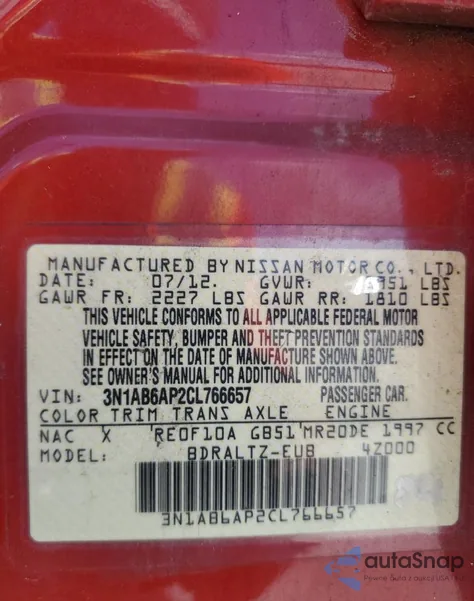 MANUFACTURED BY NISSAN MOTOR CO., LTD.
DATE: 07/12. GVWR: LBS
GAWR FR: 2227 LBS GAWR RR: 1810 LBS
THIS VEHICLE CONFORMS TO ALL APPLICABLE FEDERAL MOTOR
VEHICLE SAFETY, BUMPER AND THEFT PREVENTION STANDARDS
IN EFFECT ON THE DATE OF MANUFACTURE SHOWN ABOVE.
SEE OWNER'S MANUAL FOR ADDITIONAL INFORMATION.
VIN: 3N1AB6AP2CL766657 PASSENGER CAR.
COLOR TRIM TRANS AXLE ENGINE
NAC X RE0F10A GB51 MR20DE 1997 CC
MODEL: BDRALTZ-EUB 4Z000
3N1AB6AP2CL766657
autaSnap